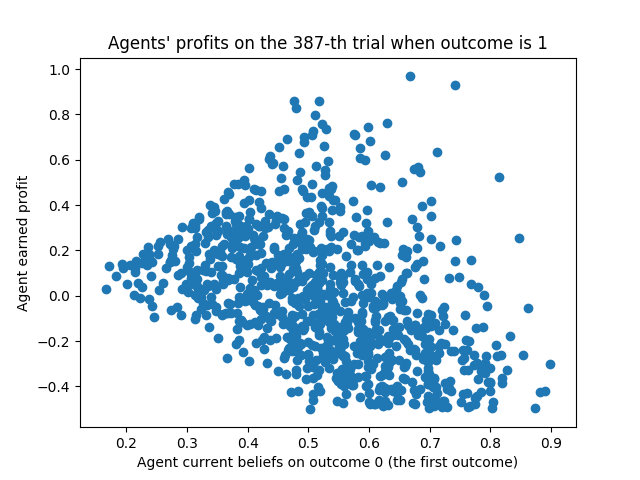 Agents' profits on the 387-th trial when outcome is 1
1.0
0.8
0.6
0.4
0.2
0.0
−0.2
−0.4
Agent earned profit
0.2 0.3 0.4 0.5 0.6 0.7 0.8 0.9
Agent current beliefs on outcome 0 (the first outcome)